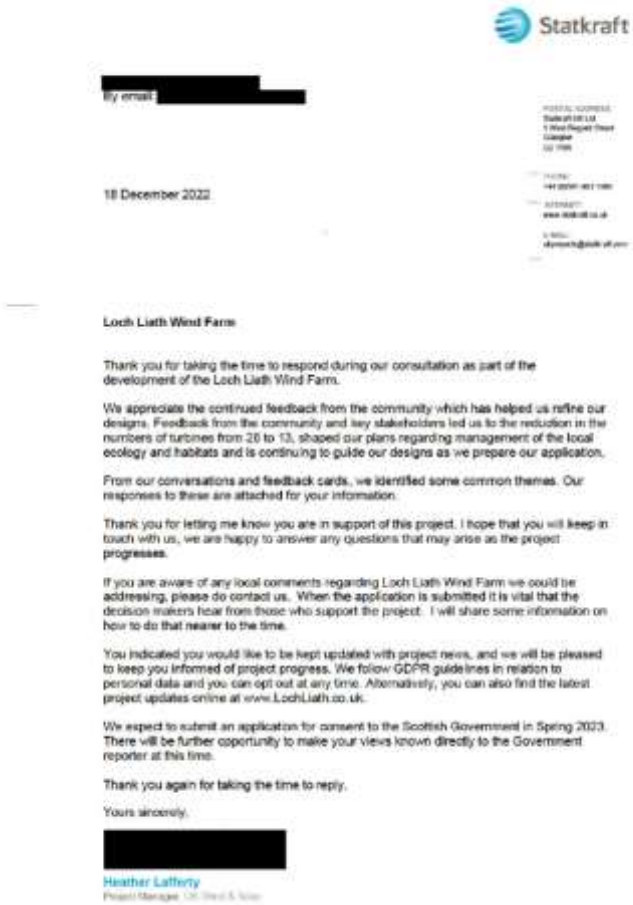 Statkraft
By email:
POSTAL ADDRESS
Statkraft UK Ltd
Glasgow
18 December 2022
PHONE
INTERNET
www.statkraft.co.uk
E-MAIL
Loch Liath Wind Farm
Thank you for taking the time to respond during our consultation as part of the
development of the Loch Liath Wind Farm.
We appreciate the continued feedback from the community which has helped us refine our
designs. Feedback from the community and key stakeholders led us to the reduction in the
numbers of turbines from 26 to 13, shaped our plans regarding management of the local
ecology and habitats and is continuing to guide our designs as we prepare our application.
From our conversations and feedback cards, we identified some common themes. Our
responses to these are attached for your information.
Thank you for letting me know you are in support of this project. I hope that you will keep in
touch with us, we are happy to answer any questions that may arise as the project
progresses.
If you are aware of any local comments regarding Loch Liath Wind Farm we could be
addressing, please do contact us. When the application is submitted it is vital that the
decision makers hear from those who support the project. I will share some information on
how to do that nearer to the time.
You indicated you would like to be kept updated with project news, and we will be pleased
to keep you informed of project progress. We follow GDPR guidelines in relation to
personal data and you can opt out at any time. Alternatively, you can also find the latest
project updates online at www.LochLiath.co.uk.
We expect to submit an application for consent to the Scottish Government in Spring 2023.
There will be further opportunity to make your views known directly to the Government
reporter at this time.
Thank you again for taking the time to reply.
Yours sincerely,
Heather Lafferty
Project Manager